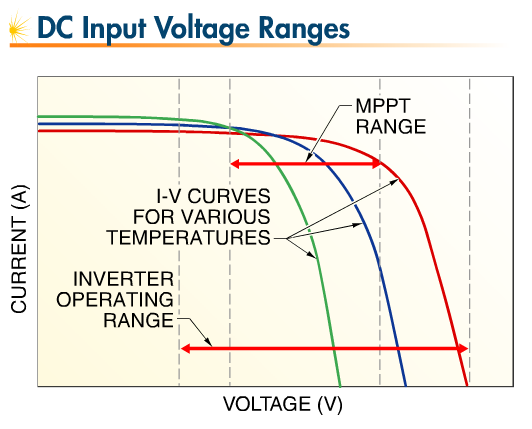 DC Input Voltage Ranges
MPPT
RANGE
I-V CURVES
FOR VARIOUS
TEMPERATURES
INVERTER
OPERATING
RANGE
CURRENT (A)
VOLTAGE (V)